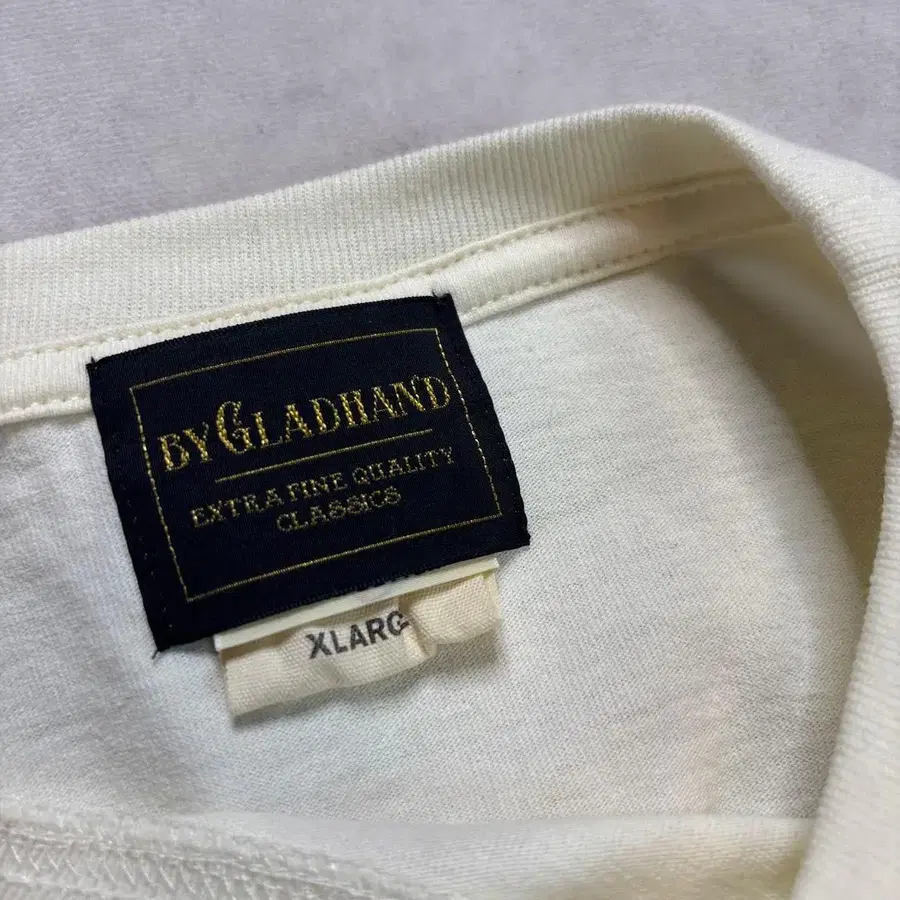 BY GLADHAND
EXTRA FINE QUALITY
CLASSICS
XLARG